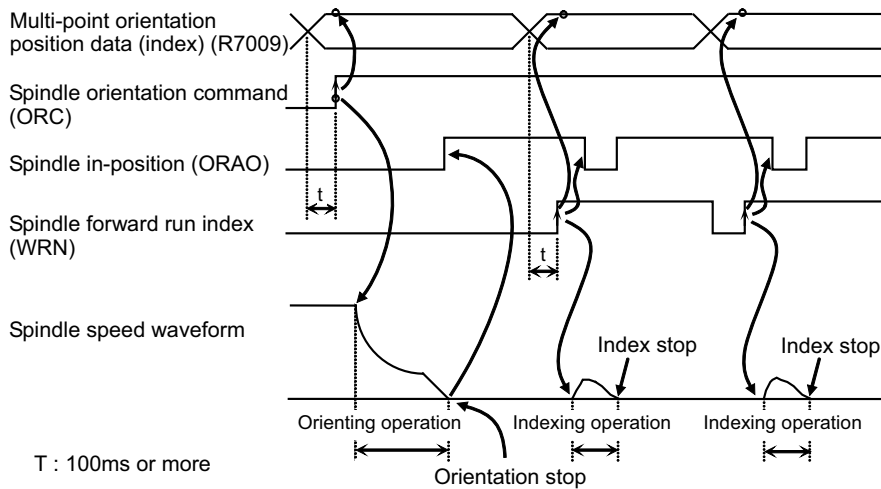 Multi-point orientation
position data (index) (R7009)
Spindle orientation command
(ORC)
Spindle in-position (ORAO)
t
Spindle forward run index
(WRN)
t
Spindle speed waveform
Index stop
Index stop
Orienting operation
Indexing operation
Indexing operation
T : 100ms or more
Orientation stop